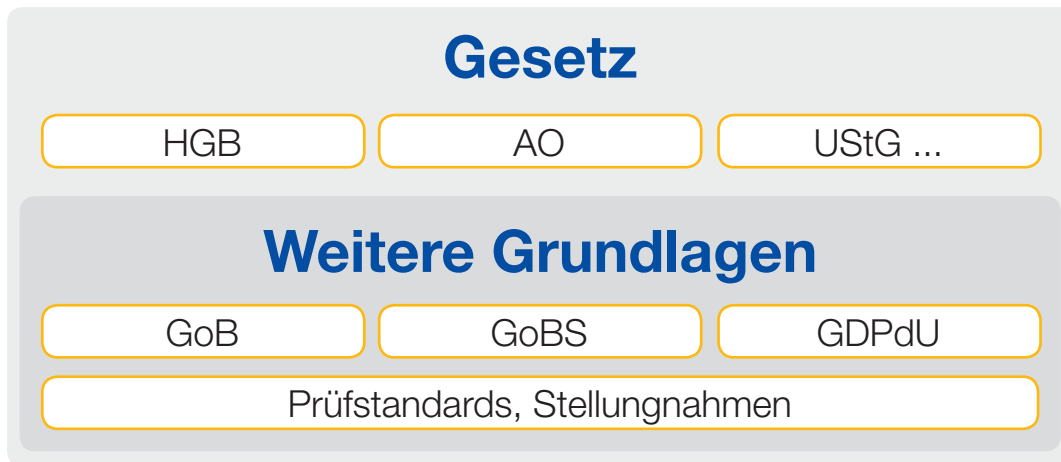 Gesetz
HGB AO UStG ...
Weitere Grundlagen
GoB GoBS GDPdU
Prüfstandards, Stellungnahmen